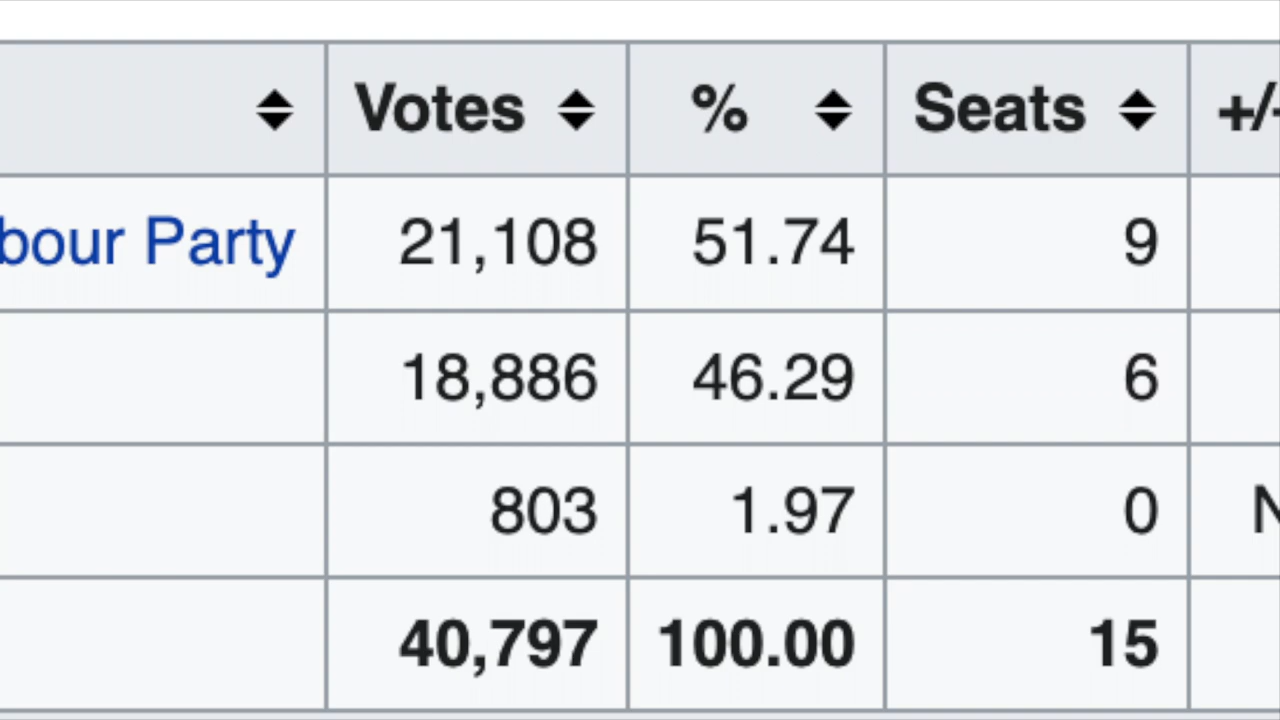 Votes % Seats +/-
bour Party 21,108 51.74 9
18,886 46.29 6
803 1.97 0 N
40,797 100.00 15